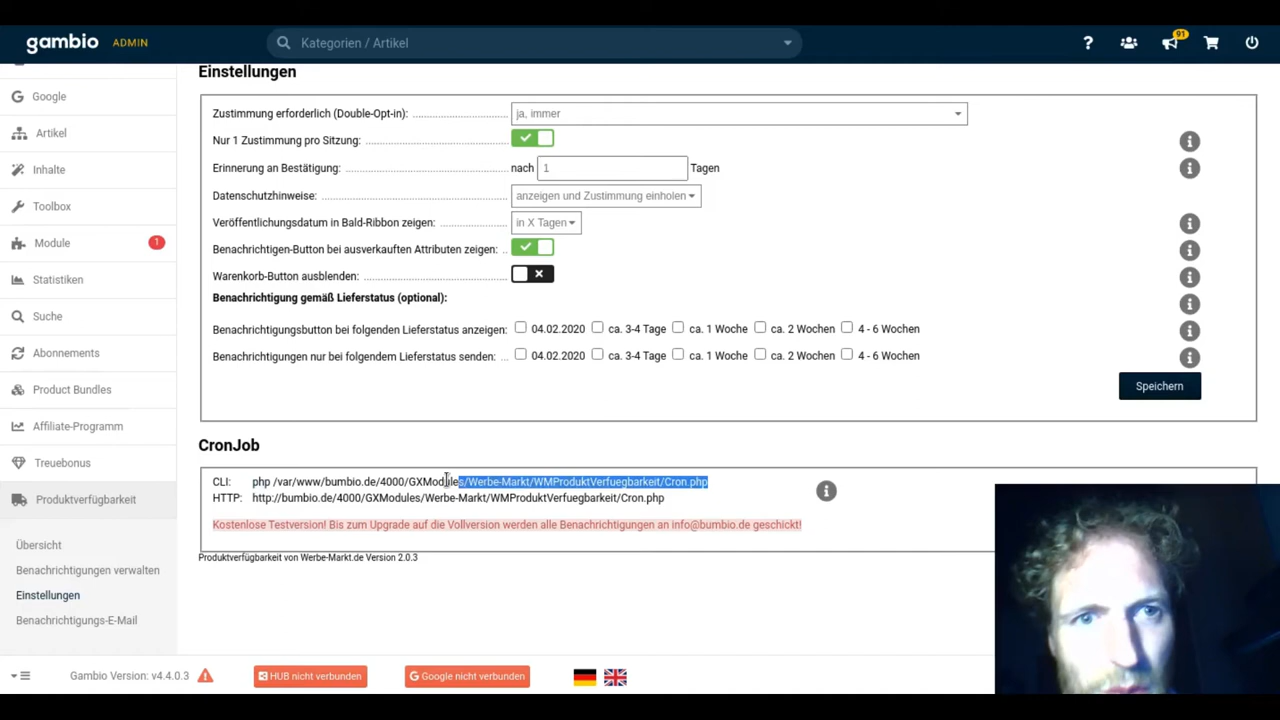 gambio ADMIN
Kategorien / Artikel
?
91
Einstellungen
Google
Artikel
Inhalte
Toolbox
Module 1
Statistiken
Suche
Abonnements
Product Bundles
Affiliate-Programm
Treuebonus
Produktverfügbarkeit
Übersicht
Benachrichtigungen verwalten
Einstellungen
Benachrichtigungs-E-Mail
Zustimmung erforderlich (Double-Opt-in): ja, immer
Nur 1 Zustimmung pro Sitzung:
Erinnerung an Bestätigung: nach 1 Tagen
Datenschutzhinweise: anzeigen und Zustimmung einholen
Veröffentlichungsdatum in Bald-Ribbon zeigen: in X Tagen
Benachrichtigen-Button bei ausverkauften Attributen zeigen:
Warenkorb-Button ausblenden:
Benachrichtigung gemäß Lieferstatus (optional):
Benachrichtigungsbutton bei folgenden Lieferstatus anzeigen: 04.02.2020 ca. 3-4 Tage ca. 1 Woche ca. 2 Wochen 4 - 6 Wochen
Benachrichtigungen nur bei folgendem Lieferstatus senden: 04.02.2020 ca. 3-4 Tage ca. 1 Woche ca. 2 Wochen 4 - 6 Wochen
Speichern
CronJob
CLI: php /var/www/bumbio.de/4000/GXModules/Werbe-Markt/WMProduktVerfuegbarkeit/Cron.php
HTTP: http://bumbio.de/4000/GXModules/Werbe-Markt/WMProduktVerfuegbarkeit/Cron.php
Kostenlose Testversion! Bis zum Upgrade auf die Vollversion werden alle Benachrichtigungen an info@bumbio.de geschickt!
Produktverfügbarkeit von Werbe-Markt.de Version 2.0.3
Gambio Version: v4.4.0.3
HUB nicht verbunden
Google nicht verbunden